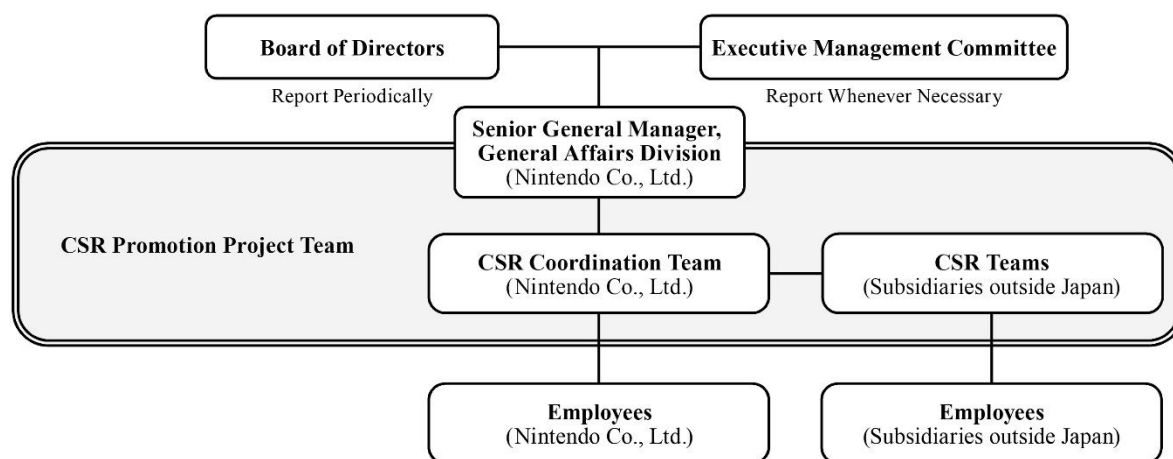 Board of Directors
Executive Management Committee
Report Periodically
Report Whenever Necessary
Senior General Manager,
General Affairs Division
(Nintendo Co., Ltd.)
CSR Promotion Project Team
CSR Coordination Team
(Nintendo Co., Ltd.)
CSR Teams
(Subsidiaries outside Japan)
Employees
(Nintendo Co., Ltd.)
Employees
(Subsidiaries outside Japan)